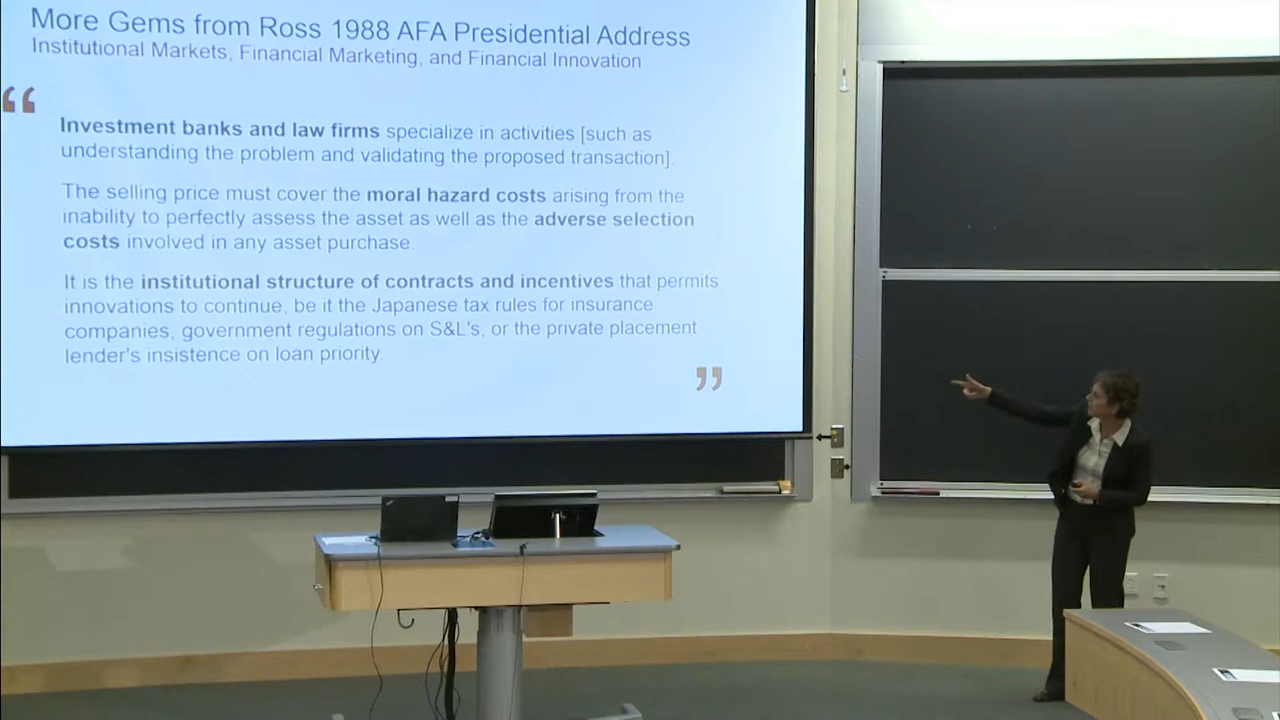 More Gems from Ross 1988 AFA Presidential Address
Institutional Markets, Financial Marketing, and Financial Innovation
“
Investment banks and law firms specialize in activities [such as
understanding the problem and validating the proposed transaction].
The selling price must cover the moral hazard costs arising from the
inability to perfectly assess the asset as well as the adverse selection
costs involved in any asset purchase.
It is the institutional structure of contracts and incentives that permits
innovations to continue, be it the Japanese tax rules for insurance
companies, government regulations on S&L's, or the private placement
lender's insistence on loan priority.
”